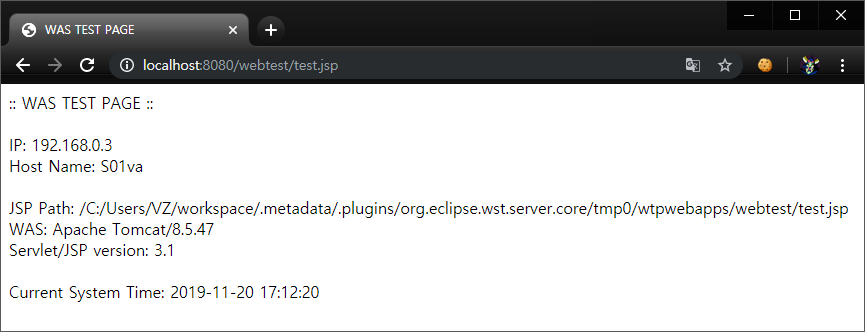 WAS TEST PAGE
localhost:8080/webtest/test.jsp
:: WAS TEST PAGE ::
IP: 192.168.0.3
Host Name: S01va
JSP Path: /C:/Users/VZ/workspace/.metadata/.plugins/org.eclipse.wst.server.core/tmp0/wtpwebapps/webtest/test.jsp
WAS: Apache Tomcat/8.5.47
Servlet/JSP version: 3.1
Current System Time: 2019-11-20 17:12:20